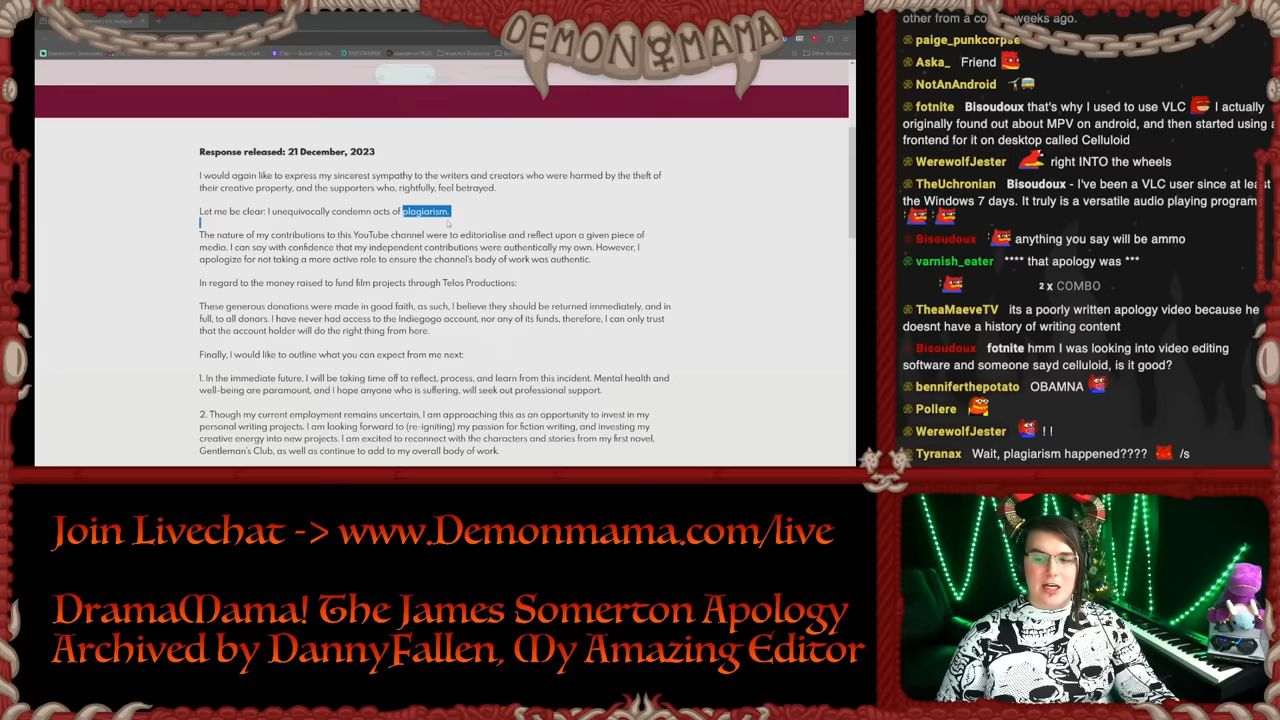 DEMON MAMA
Other Bookmarks
Response released: 21 December, 2023
I would again like to express my sincerest sympathy to the writers and creators who were harmed by the theft of
their creative property, and the supporters who, rightfully, feel betrayed.
Let me be clear: I unequivocally condemn acts of plagiarism.
The nature of my contributions to this YouTube channel were to editorialise and reflect upon a given piece of
media. I can say with confidence that my independent contributions were authentically my own. However, I
apologize for not taking a more active role to ensure the channel's body of work was authentic.
In regard to the money raised to fund film projects through Telos Productions:
These generous donations were made in good faith, as such, I believe they should be returned immediately, and in
full, to all donors. I have never had access to the Indiegogo account, nor any of its funds, therefore, I can only trust
that the account holder will do the right thing from here.
Finally, I would like to outline what you can expect from me next:
1. In the immediate future, I will be taking time off to reflect, process, and learn from this incident. Mental health and
well-being are paramount, and I hope anyone who is suffering, will seek out professional support.
2. Though my current employment remains uncertain, I am approaching this as an opportunity to invest in my
personal writing projects. I am looking forward to (re-igniting) my passion for fiction writing, and investing my
creative energy into new projects. I am excited to reconnect with the characters and stories from my first novel,
Gentleman's Club, as well as continue to add to my overall body of work.
other from a weeks ago.
paige_punkcorpse
Aska_ Friend
NotAnAndroid
fotnite Bisoudoux that's why I used to use VLC I actually
originally found out about MPV on android, and then started using a
frontend for it on desktop called Celluloid
WerewolfJester right INTO the wheels
TheUchronian Bisoudoux - I've been a VLC user since at least
the Windows 7 days. It truly is a versatile audio playing program
Bisoudoux anything you say will be ammo
varnish_eater **** that apology was ***
2 x COMBO
TheaMaeveTV its a poorly written apology video because he
doesnt have a history of writing content
Bisoudoux fotnite hmm I was looking into video editing
software and someone sayd celluloid, is it good?
benniferthepotato OBAMNA
Pollere
WerewolfJester ! !
Tyranax Wait, plagiarism happened???? /s
Join Livechat -> www.Demonmama.com/live
DramaMama! The James Somerton Apology
Archived by DannyFallen, My Amazing Editor